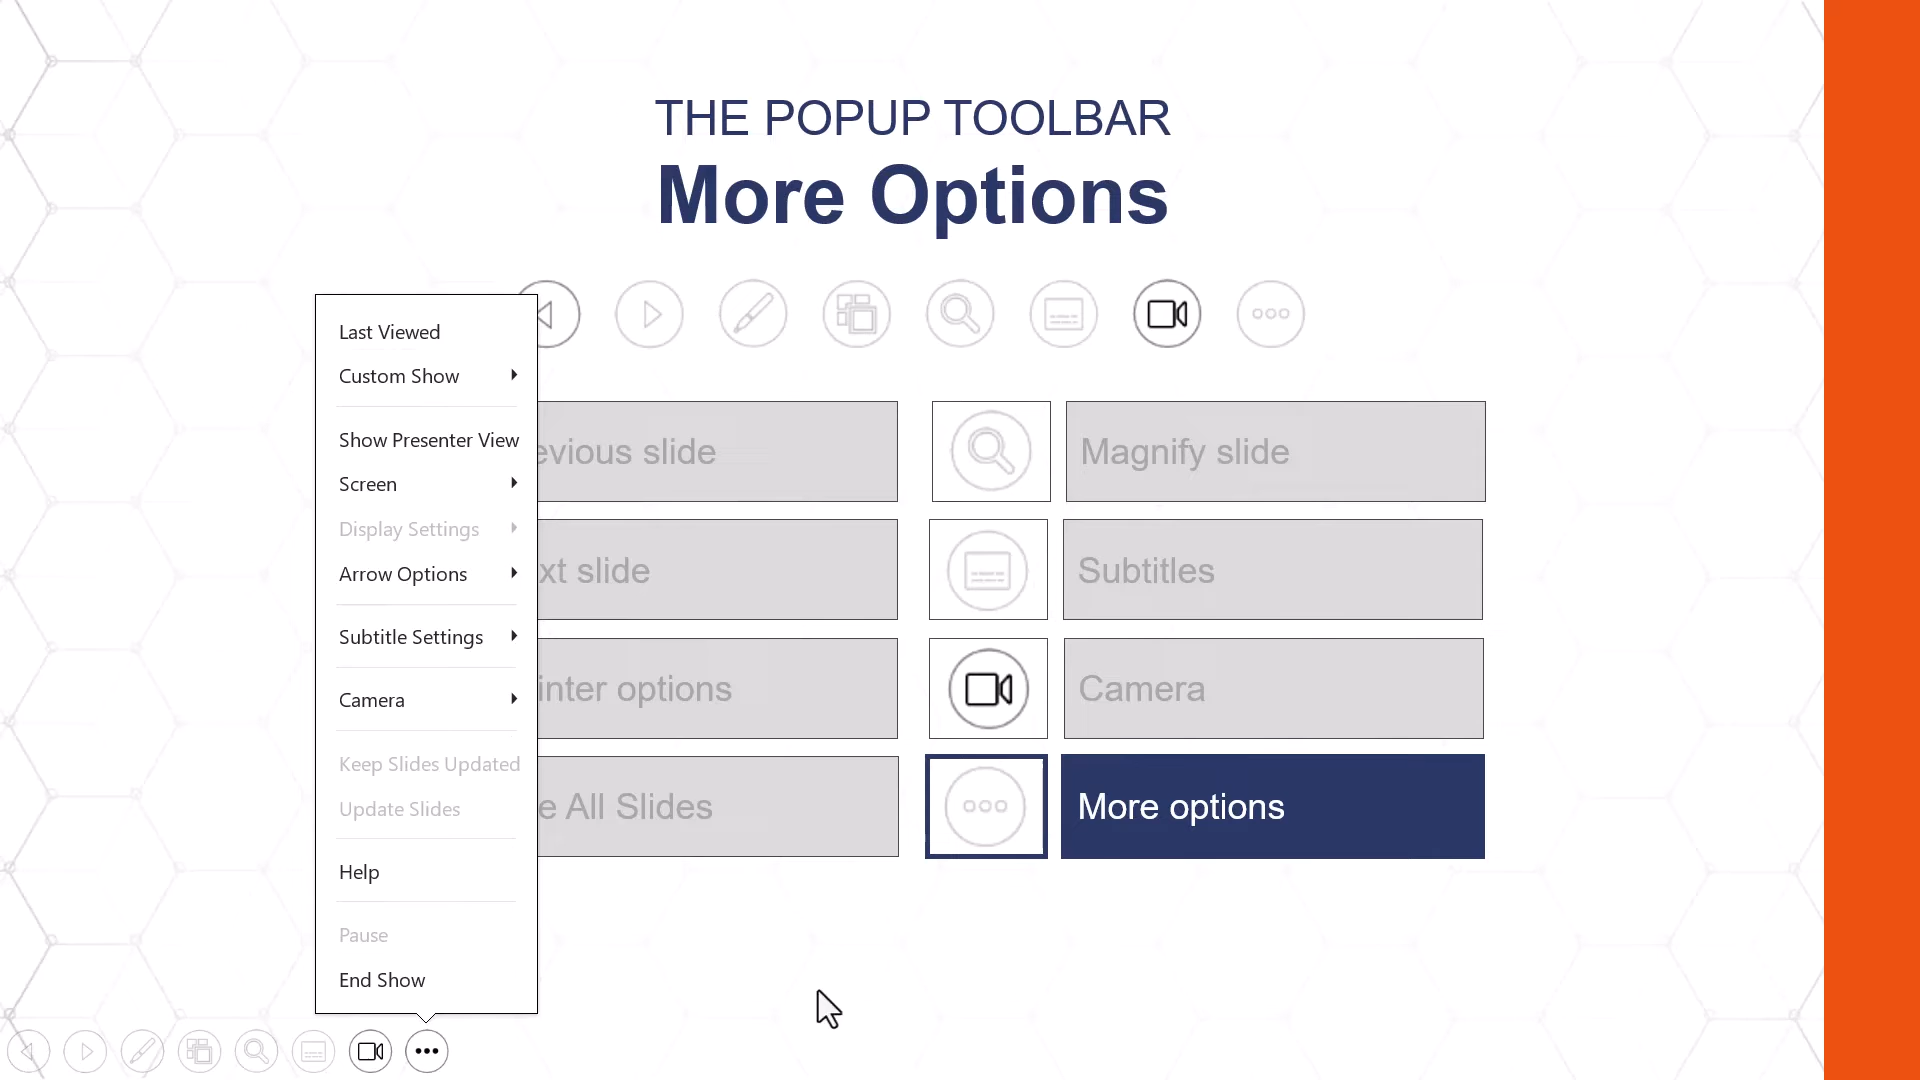 THE POPUP TOOLBAR
More Options
Last Viewed
Custom Show
Show Presenter View
Screen
Display Settings
Arrow Options
Subtitle Settings
Camera
Keep Slides Updated
Update Slides
Help
Pause
End Show
evious slide
Magnify slide
xt slide
Subtitles
inter options
Camera
e All Slides
More options